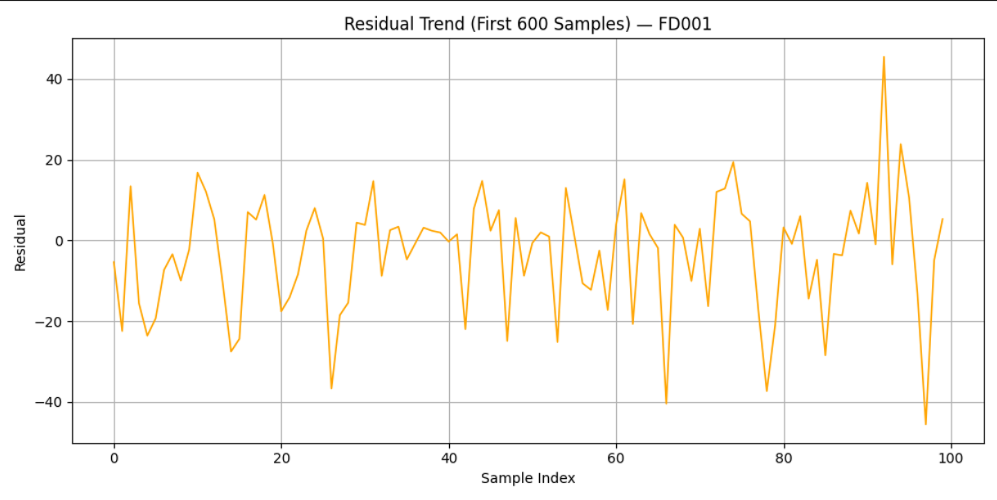 Residual Trend (First 600 Samples) — FD001
Residual
40
20
0
−20
−40
0 20 40 60 80 100
Sample Index